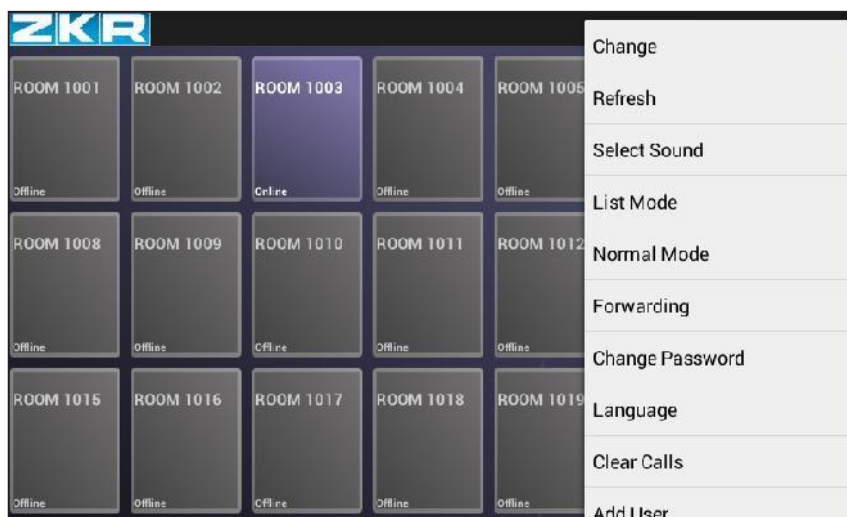 ZKR
ROOM 1001
Offline
ROOM 1002
Offline
ROOM 1003
Online
ROOM 1004
Offline
ROOM 1005
Offline
ROOM 1008
Offline
ROOM 1009
Offline
ROOM 1010
Offline
ROOM 1011
Offline
ROOM 1012
Offline
ROOM 1015
Offline
ROOM 1016
Offline
ROOM 1017
Offline
ROOM 1018
Offline
ROOM 1019
Offline
Change
Refresh
Select Sound
List Mode
Normal Mode
Forwarding
Change Password
Language
Clear Calls
Add User